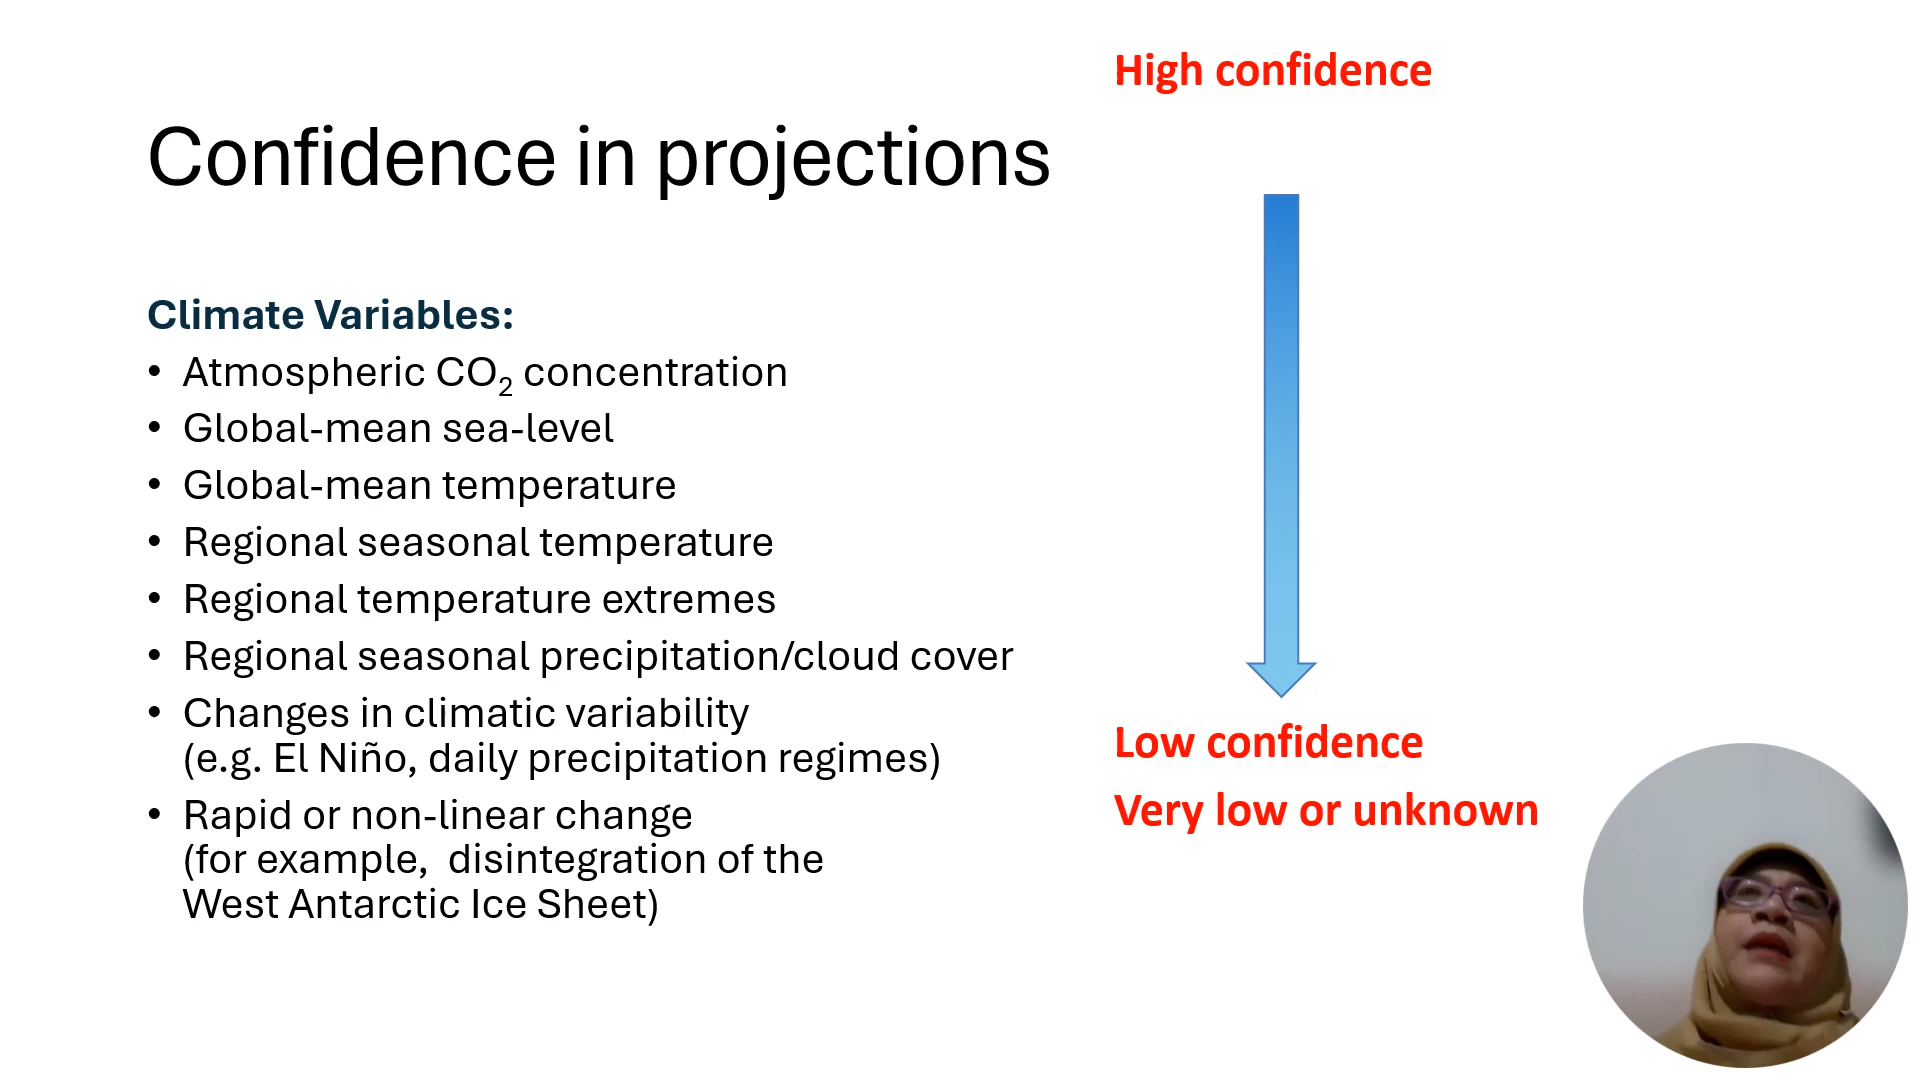 High confidence
Confidence in projections
Climate Variables:
• Atmospheric CO₂ concentration
• Global-mean sea-level
• Global-mean temperature
• Regional seasonal temperature
• Regional temperature extremes
• Regional seasonal precipitation/cloud cover
• Changes in climatic variability
(e.g. El Niño, daily precipitation regimes)
• Rapid or non-linear change
(for example,  disintegration of the
West Antarctic Ice Sheet)
Low confidence
Very low or unknown